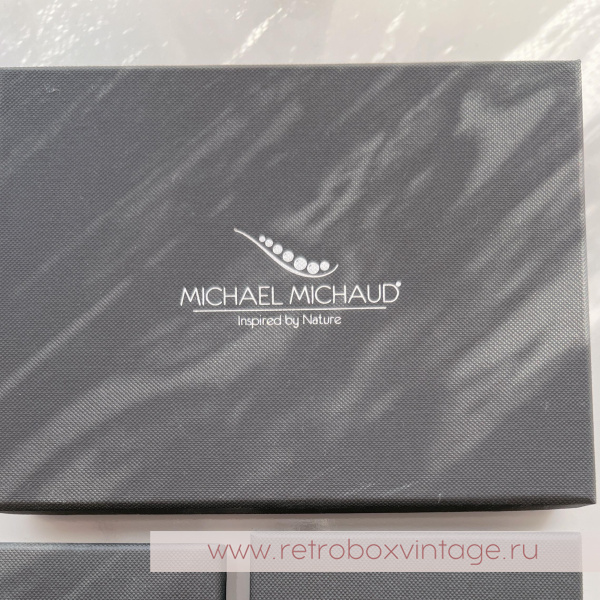 MICHAEL MICHAUD®
Inspired by Nature
www.retroboxvintage.ru